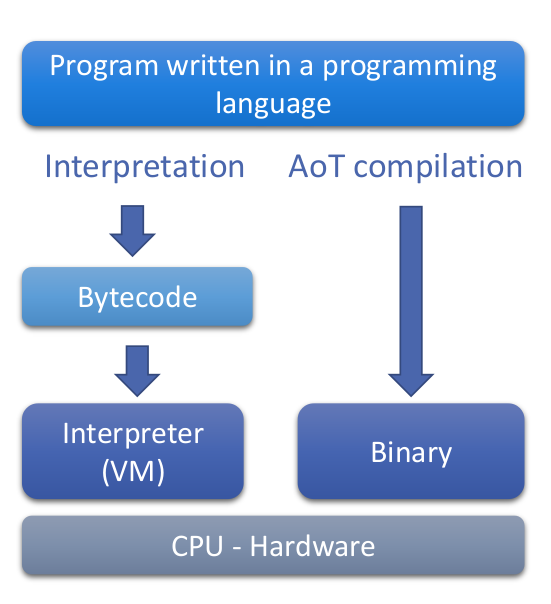 Program written in a programming
language
Interpretation
AoT compilation
Bytecode
Interpreter
(VM)
Binary
CPU - Hardware